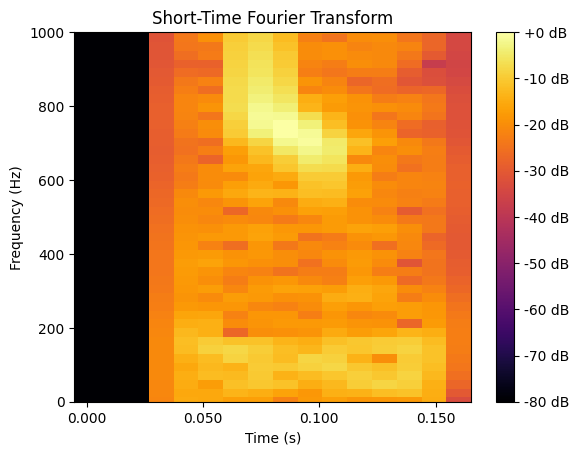 Short-Time Fourier Transform
1000
800
600
400
200
0
Frequency (Hz)
0.000
0.050
0.100
0.150
Time (s)
+0 dB
-10 dB
-20 dB
-30 dB
-40 dB
-50 dB
-60 dB
-70 dB
-80 dB